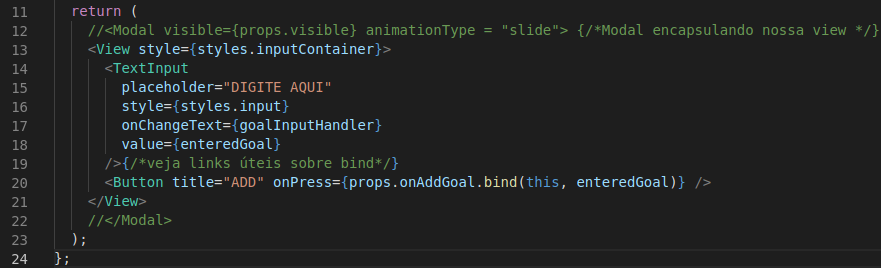 11 return (
12 //<Modal visible={props.visible} animationType = "slide"> {/*Modal encapsulando nossa view */}
13 <View style={styles.inputContainer}>
14 <TextInput
15 placeholder="DIGITE AQUI"
16 style={styles.input}
17 onChangeText={goalInputHandler}
18 value={enteredGoal}
19 />{/*veja links úteis sobre bind*/}
20 <Button title="ADD" onPress={props.onAddGoal.bind(this, enteredGoal)} />
21 </View>
22 //</Modal>
23 );
24 };